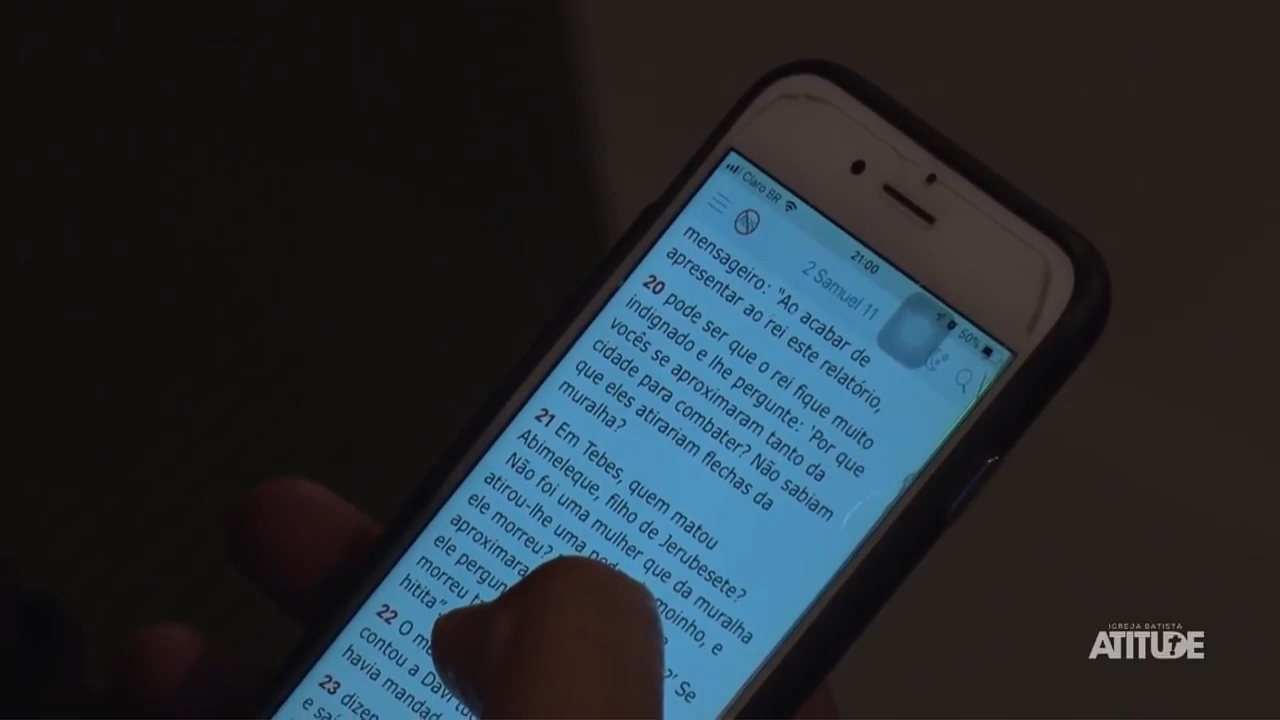 Claro BR
21:00
50%
2 Samuel 11
mensageiro: "Ao acabar de
apresentar ao rei este relatório,
20 pode ser que o rei fique muito
indignado e lhe pergunte: 'Por que
vocês se aproximaram tanto da
cidade para combater? Não sabiam
que eles atirariam flechas da
muralha?
21 Em Tebes, quem matou
Abimeleque, filho de Jerubesete?
Não foi uma mulher que da muralha
atirou-lhe uma moinho, e
ele morreu?
aproximara ?' Se
ele pergun
morreu
hitita".
22 O me
contou a Davi
havia mandad
23 dizen
e
IGREJA BATISTA
ATITUDE